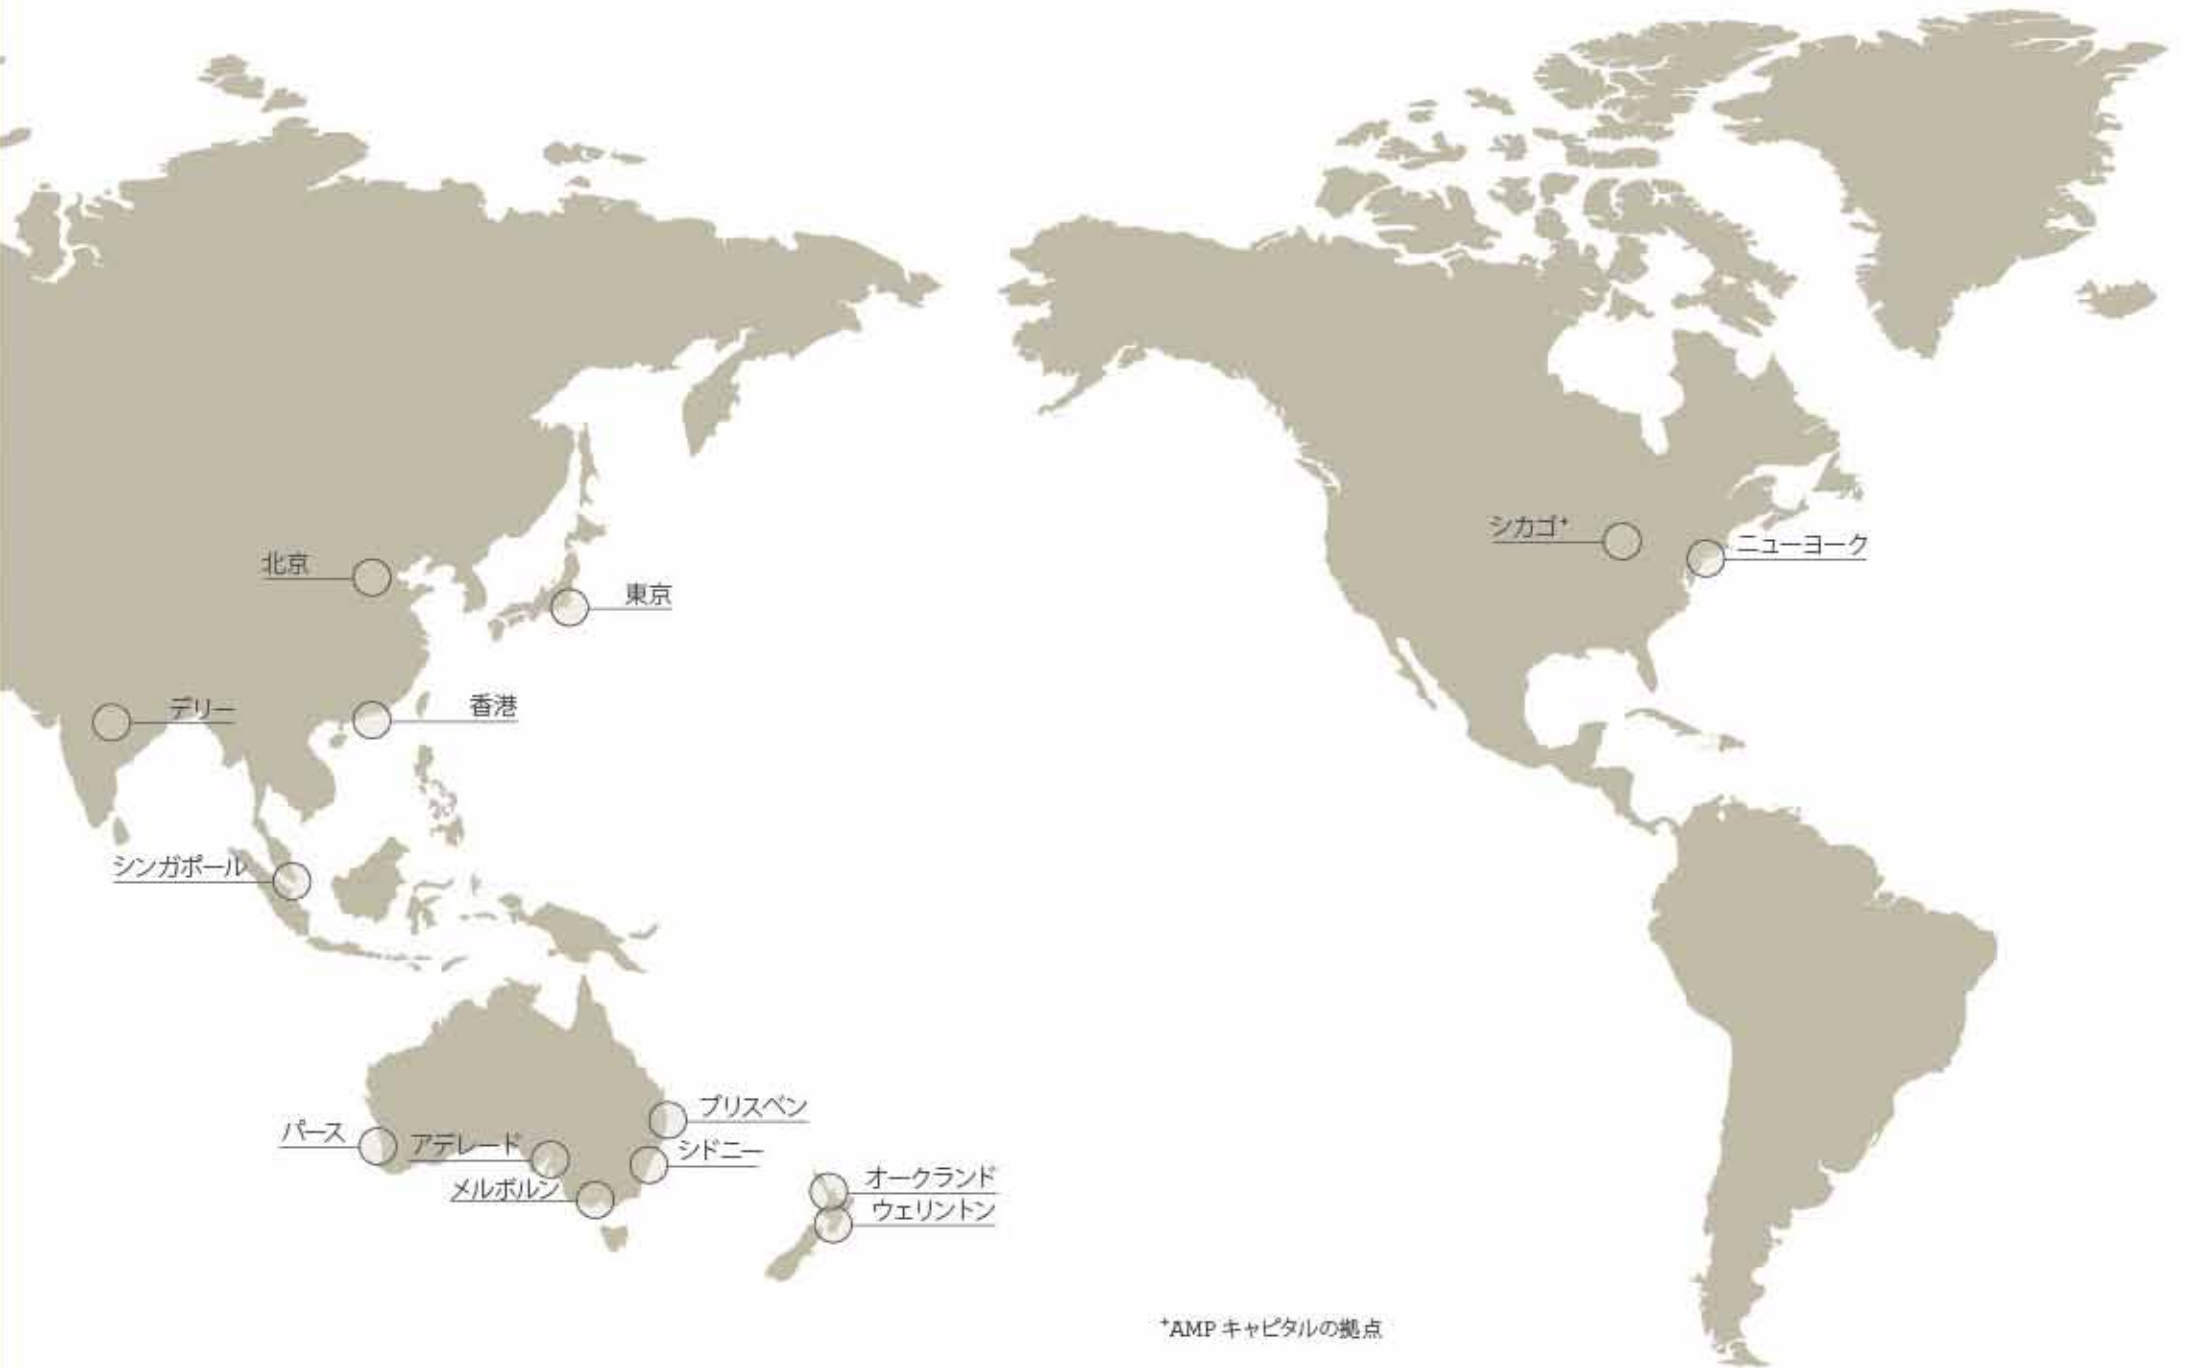 シカゴ⁺
ニューヨーク
北京
東京
デリー
香港
シンガポール
ブリスベン
パース
アデレード
シドニー
メルボルン
オークランド
ウェリントン
⁺AMP キャピタルの拠点